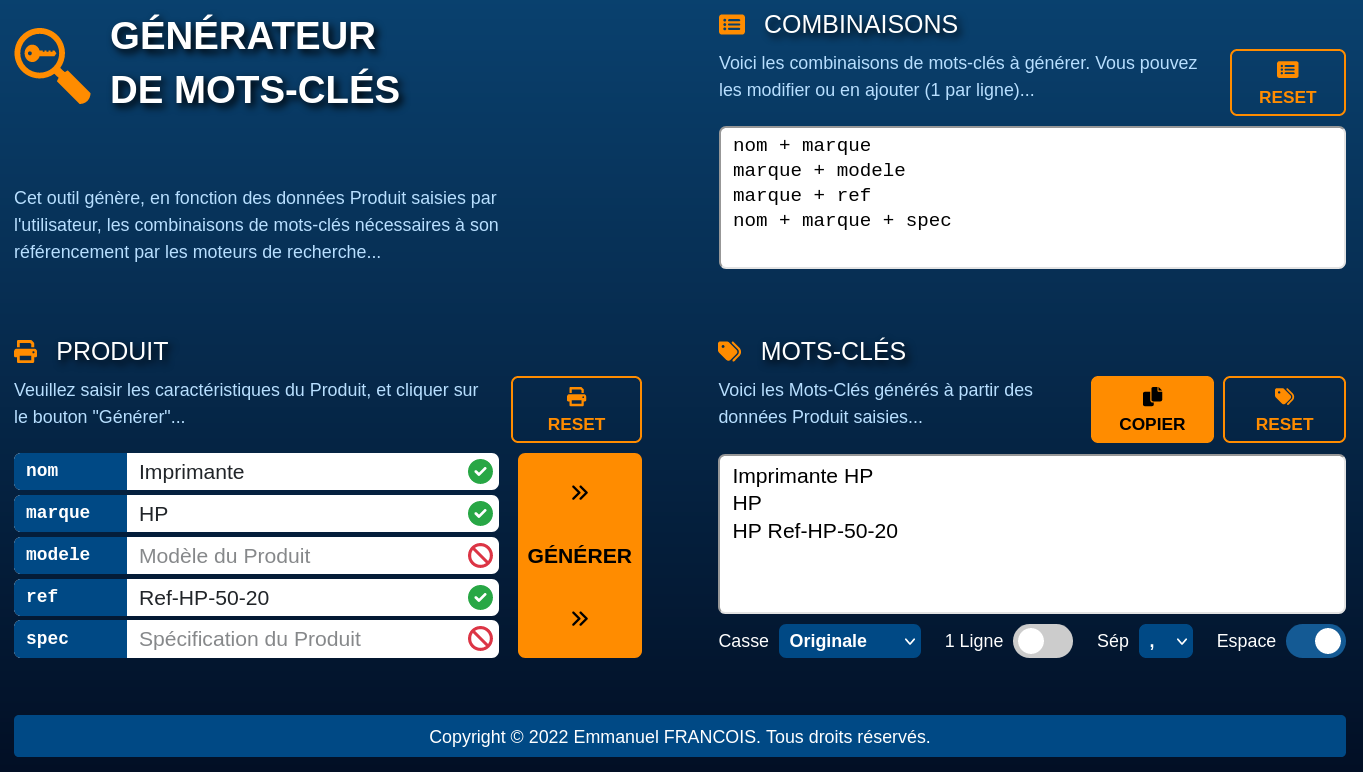 GÉNÉRATEUR
DE MOTS-CLÉS
Cet outil génère, en fonction des données Produit saisies par
l'utilisateur, les combinaisons de mots-clés nécessaires à son
référencement par les moteurs de recherche...
COMBINAISONS
Voici les combinaisons de mots-clés à générer. Vous pouvez
les modifier ou en ajouter (1 par ligne)...
RESET
nom + marque
marque + modele
marque + ref
nom + marque + spec
PRODUIT
Veuillez saisir les caractéristiques du Produit, et cliquer sur
le bouton "Générer"...
RESET
nom Imprimante
marque HP
modele Modèle du Produit
ref Ref-HP-50-20
spec Spécification du Produit
GÉNÉRER
MOTS-CLÉS
Voici les Mots-Clés générés à partir des
données Produit saisies...
COPIER RESET
Imprimante HP
HP
HP Ref-HP-50-20
Casse Originale 1 Ligne Sép , Espace
Copyright © 2022 Emmanuel FRANCOIS. Tous droits réservés.